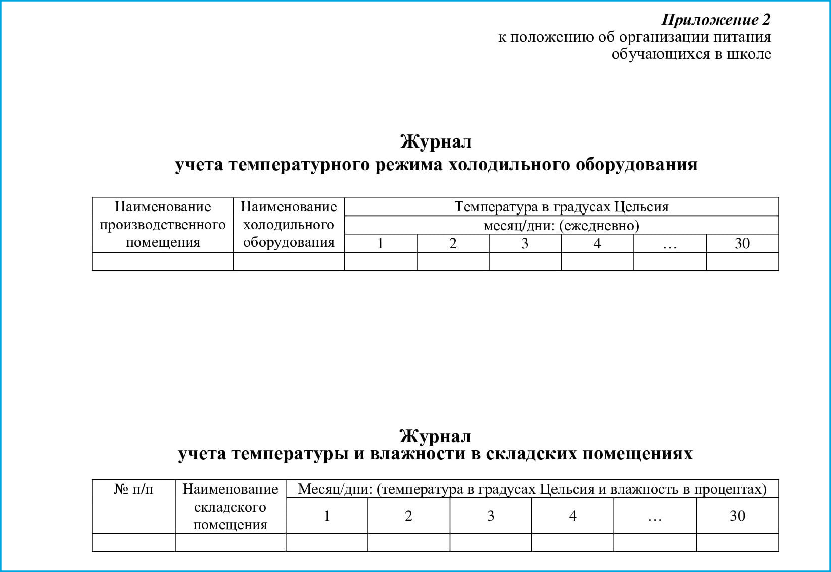 Приложение 2
к положению об организации питания
обучающихся в школе
Журнал
учета температурного режима холодильного оборудования
Наименование производственного помещения
Наименование холодильного оборудования
Температура в градусах Цельсия
месяц/дни: (ежедневно)
1 2 3 4 … 30
Журнал
учета температуры и влажности в складских помещениях
№ п/п
Наименование складского помещения
Месяц/дни: (температура в градусах Цельсия и влажность в процентах)
1 2 3 4 … 30